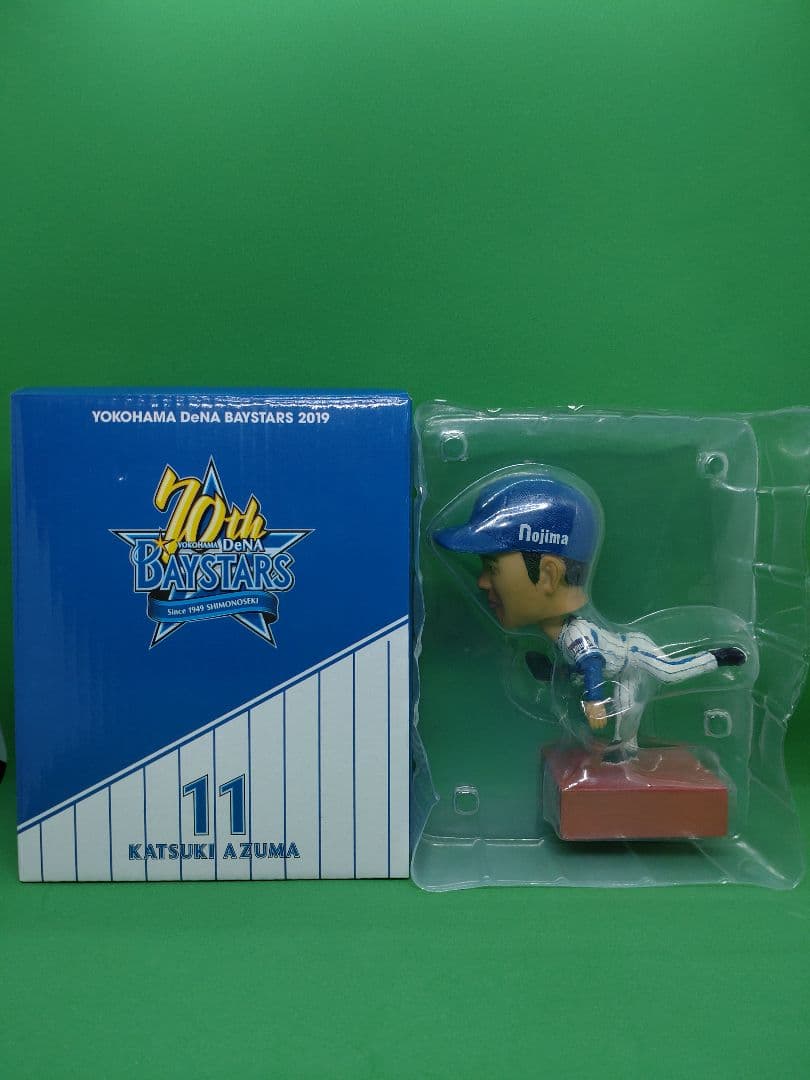 YOKOHAMA DeNA BAYSTARS 2019
70th
YOKOHAMA DeNA
BAYSTARS
Since 1949 SHIMONOSEKI
11
KATSUKI AZUMA
nojima